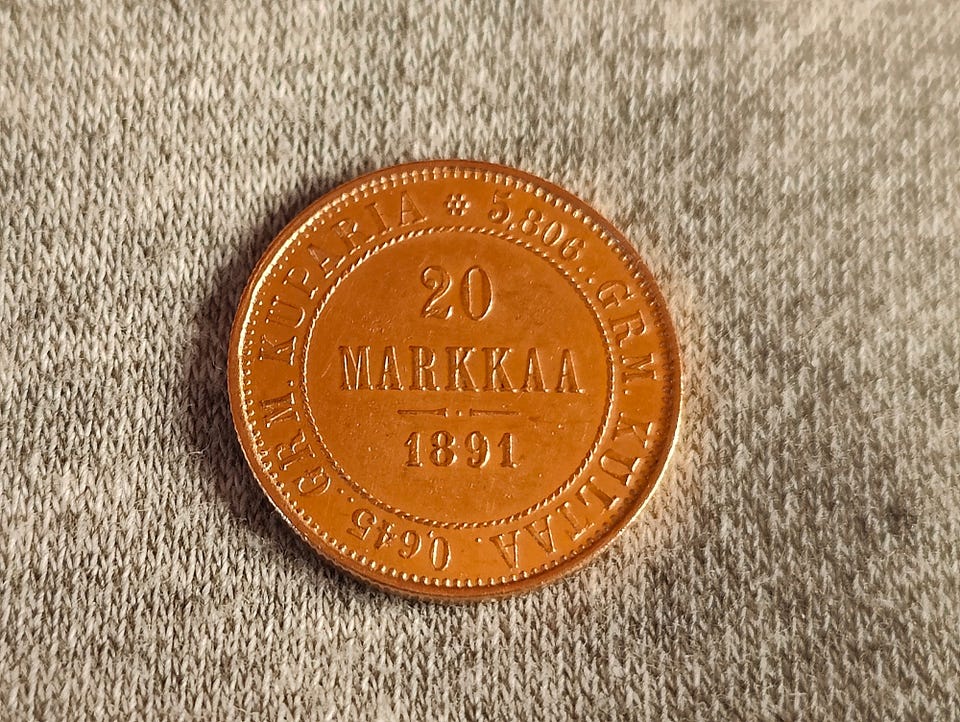 20
MARKKAA
1891
5,806.. GRM. KULTAA. 0,645.. GRM. KUPARIA